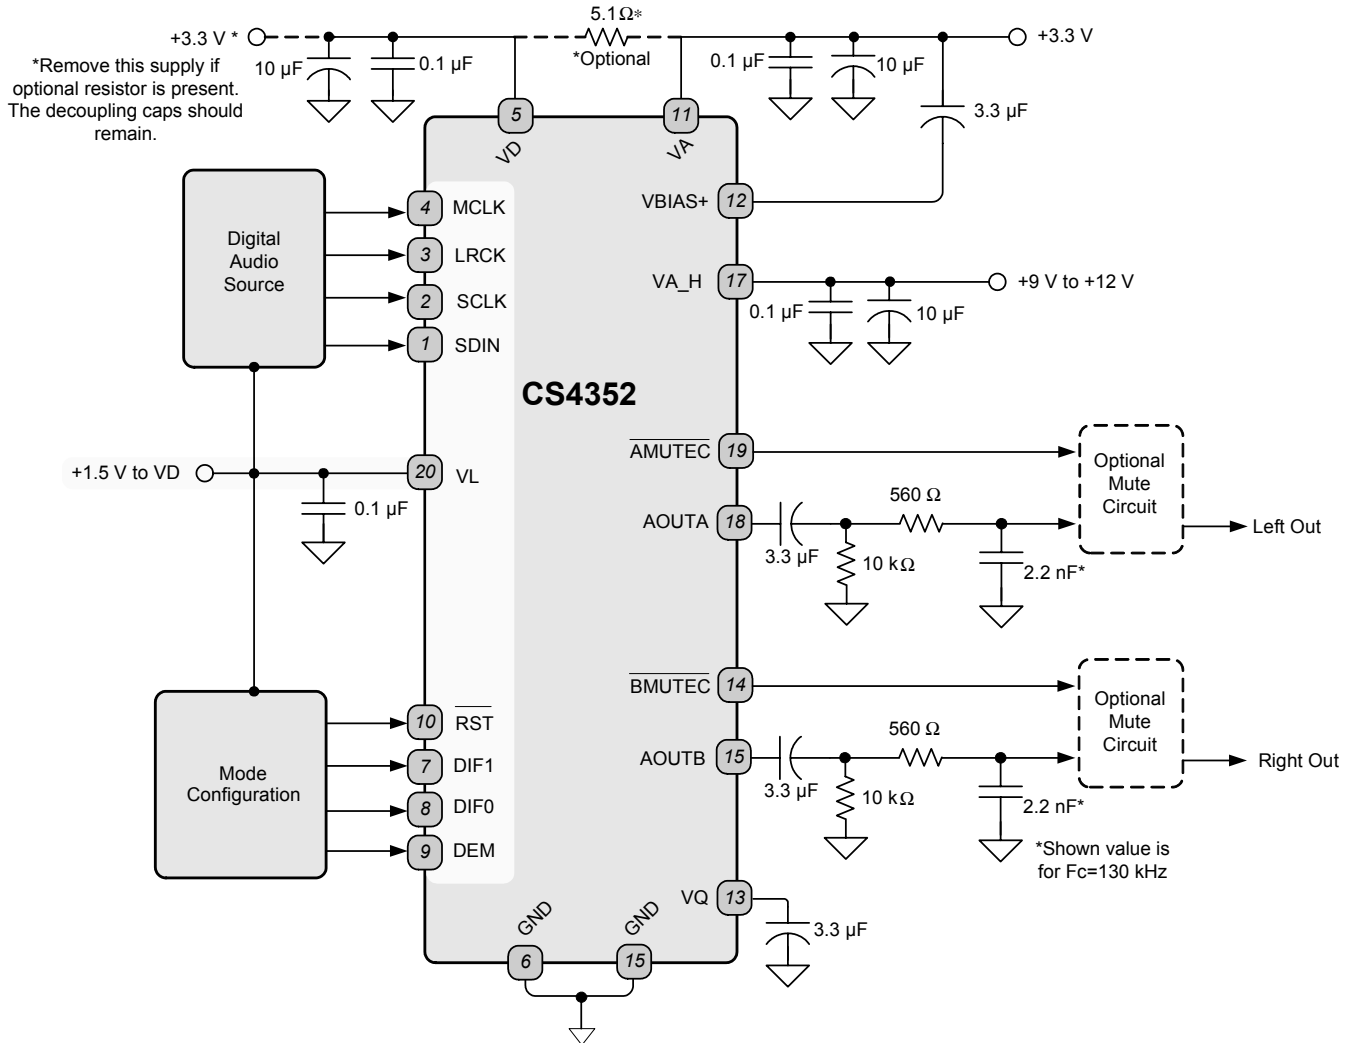 5.1 Ω*
+3.3 V *
*Optional
+3.3 V
*Remove this supply if
optional resistor is present.
The decoupling caps should
remain.
10 µF
0.1 µF
0.1 µF
10 µF
3.3 µF
5
VD
11
VA
Digital
Audio
Source
4 MCLK
3 LRCK
2 SCLK
1 SDIN
VBIAS+ 12
VA_H 17
+9 V to +12 V
0.1 µF
10 µF
CS4352
+1.5 V to VD
20 VL
0.1 µF
AMUTEC 19
AOUTA 18
3.3 µF
10 kΩ
560 Ω
2.2 nF*
Optional
Mute
Circuit
Left Out
BMUTEC 14
AOUTB 15
3.3 µF
10 kΩ
560 Ω
2.2 nF*
Optional
Mute
Circuit
Right Out
*Shown value is
for Fc=130 kHz
Mode
Configuration
10 RST
7 DIF1
8 DIF0
9 DEM
VQ 13
3.3 µF
GND
6
GND
15